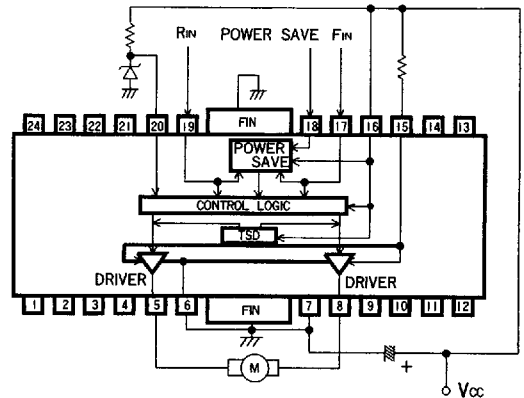 RIN POWER SAVE FIN
24 23 22 21 20 19 FIN 18 17 16 15 14 13
POWER
SAVE
CONTROL LOGIC
TSD
DRIVER DRIVER
1 2 3 4 5 6 FIN 7 8 9 10 11 12
M
+
VCC